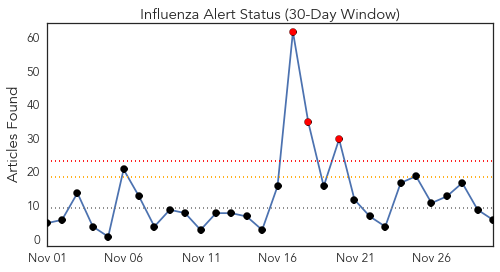 Influenza Alert Status (30-Day Window)
Articles Found
60
50
40
30
20
10
0
Nov 01
Nov 06
Nov 11
Nov 16
Nov 21
Nov 26